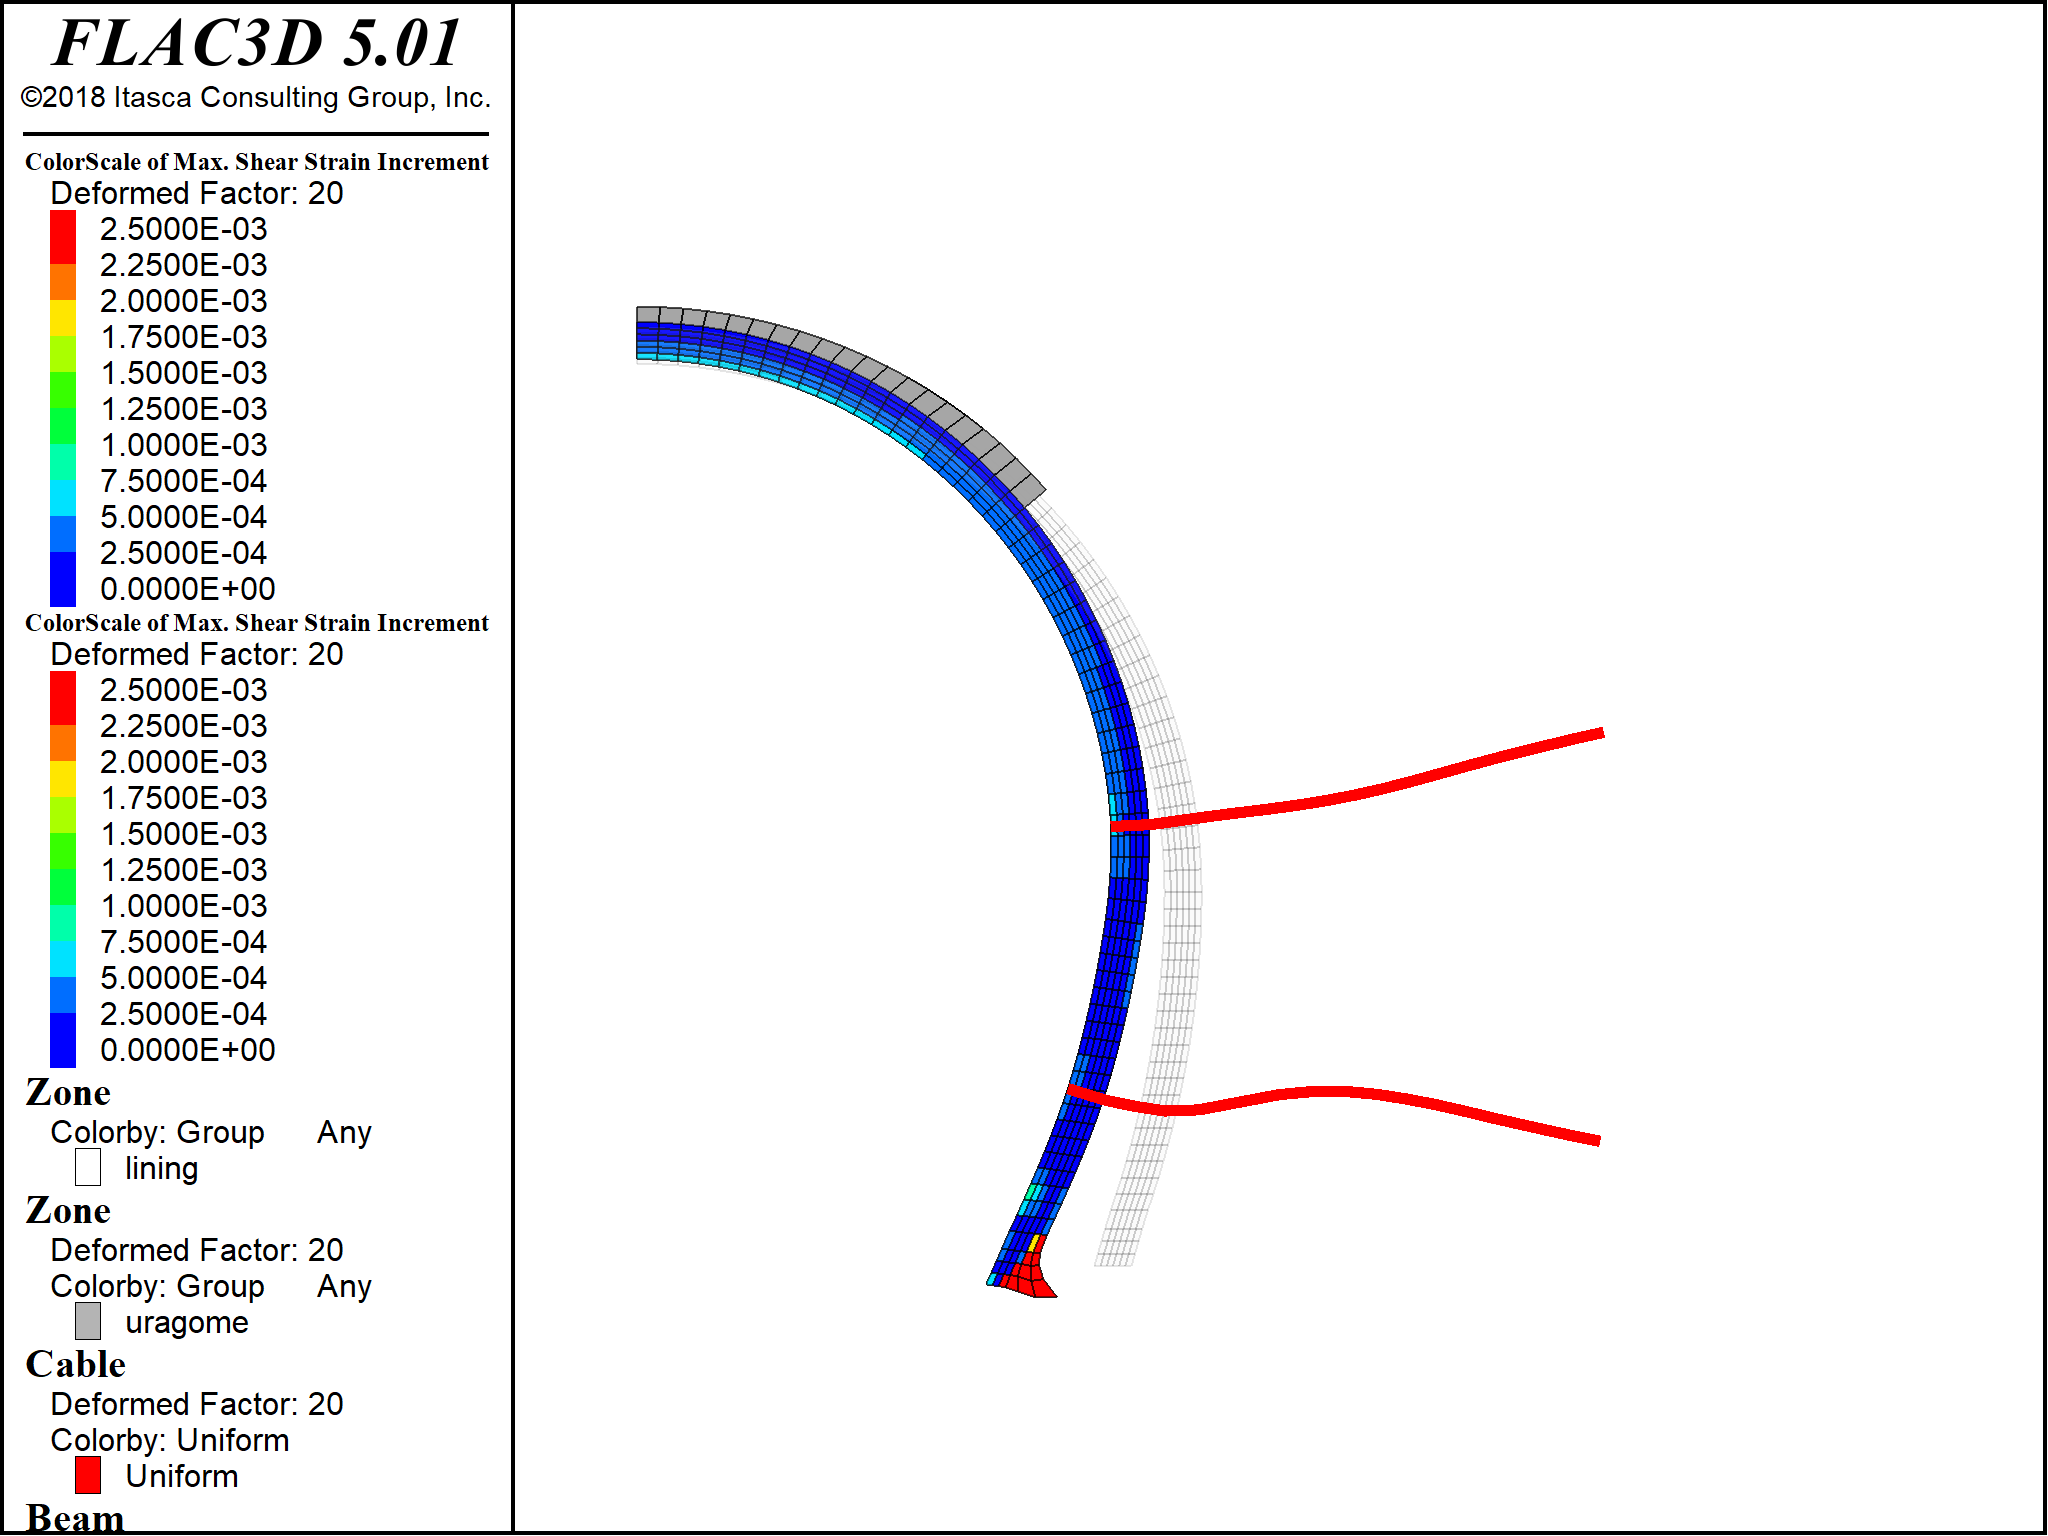 FLAC3D 5.01
©2018 Itasca Consulting Group, Inc.
ColorScale of Max. Shear Strain Increment
Deformed Factor: 20
2.5000E-03
2.2500E-03
2.0000E-03
1.7500E-03
1.5000E-03
1.2500E-03
1.0000E-03
7.5000E-04
5.0000E-04
2.5000E-04
0.0000E+00
ColorScale of Max. Shear Strain Increment
Deformed Factor: 20
2.5000E-03
2.2500E-03
2.0000E-03
1.7500E-03
1.5000E-03
1.2500E-03
1.0000E-03
7.5000E-04
5.0000E-04
2.5000E-04
0.0000E+00
Zone
Colorby: Group Any
lining
Zone
Deformed Factor: 20
Colorby: Group Any
uragome
Cable
Deformed Factor: 20
Colorby: Uniform
Uniform
Beam